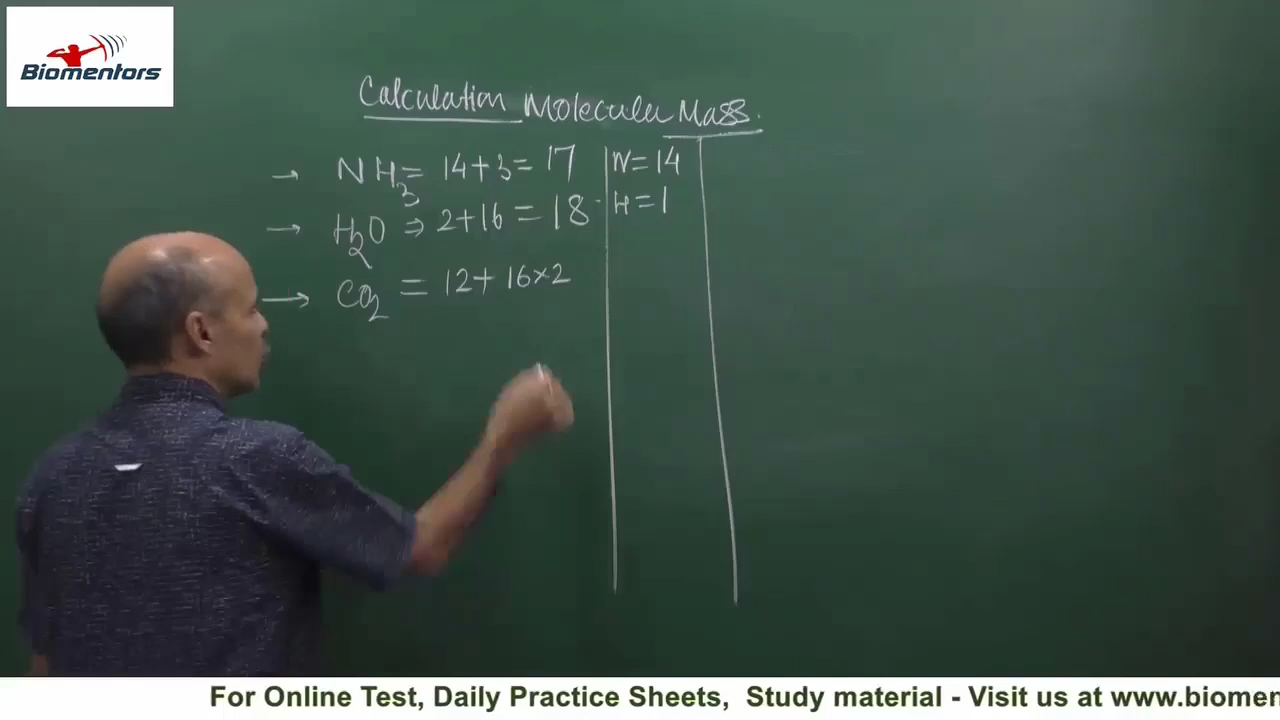 Biomentors
Calculation Molecular Mass.
→ NH3 = 14+3 = 17
→ H2O ⇒ 2+16 = 18
→ CO2 = 12+ 16×2
N=14
H=1
For Online Test, Daily Practice Sheets, Study material - Visit us at www.biomen